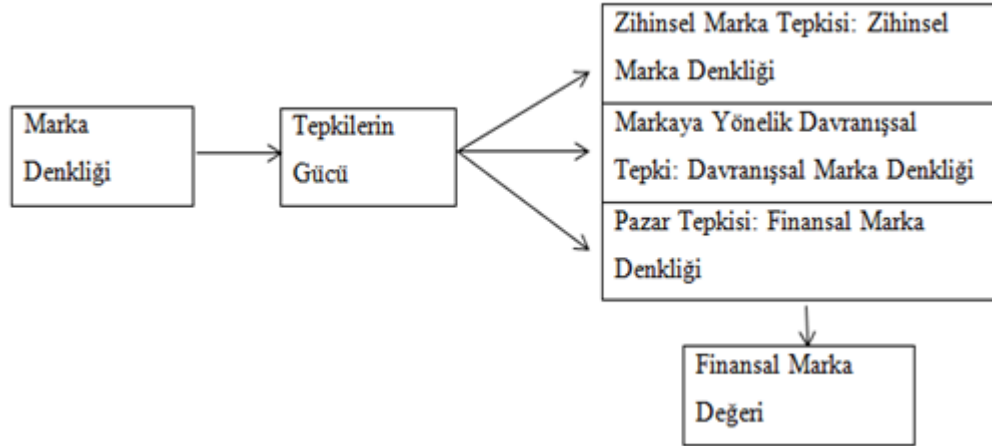 Marka
Denkliği
Tepkilerin
Gücü
Zihinsel Marka Tepkisi: Zihinsel
Marka Denkliği
Markaya Yönelik Davranışsal
Tepki: Davranışsal Marka Denkliği
Pazar Tepkisi: Finansal Marka
Denkliği
Finansal Marka
Değeri